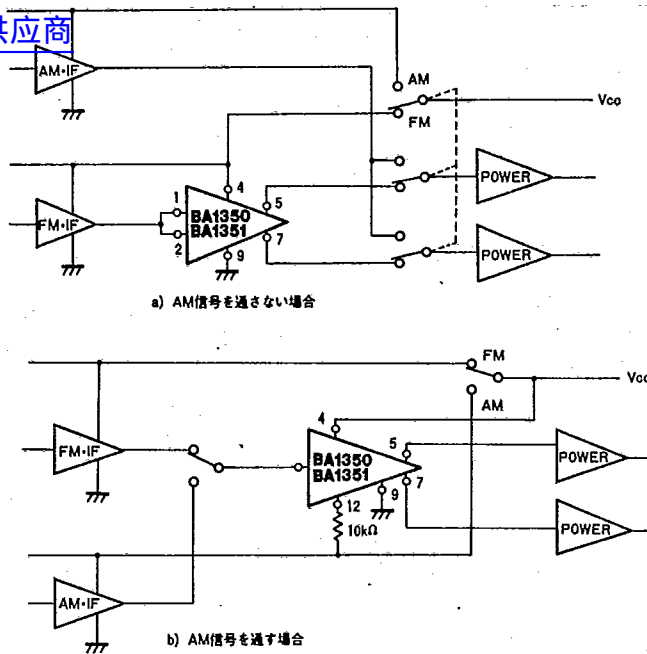 供应商
AM·IF
AM
Vcc
FM
4
5
POWER
1
BA1350
BA1351
FM·IF
2
7
9
POWER
a) AM信号を通さない場合
FM
Vcc
AM
4
5
FM·IF
BA1350
BA1351
7
POWER
9
12
10kΩ
POWER
AM·IF
b) AM信号を通す場合